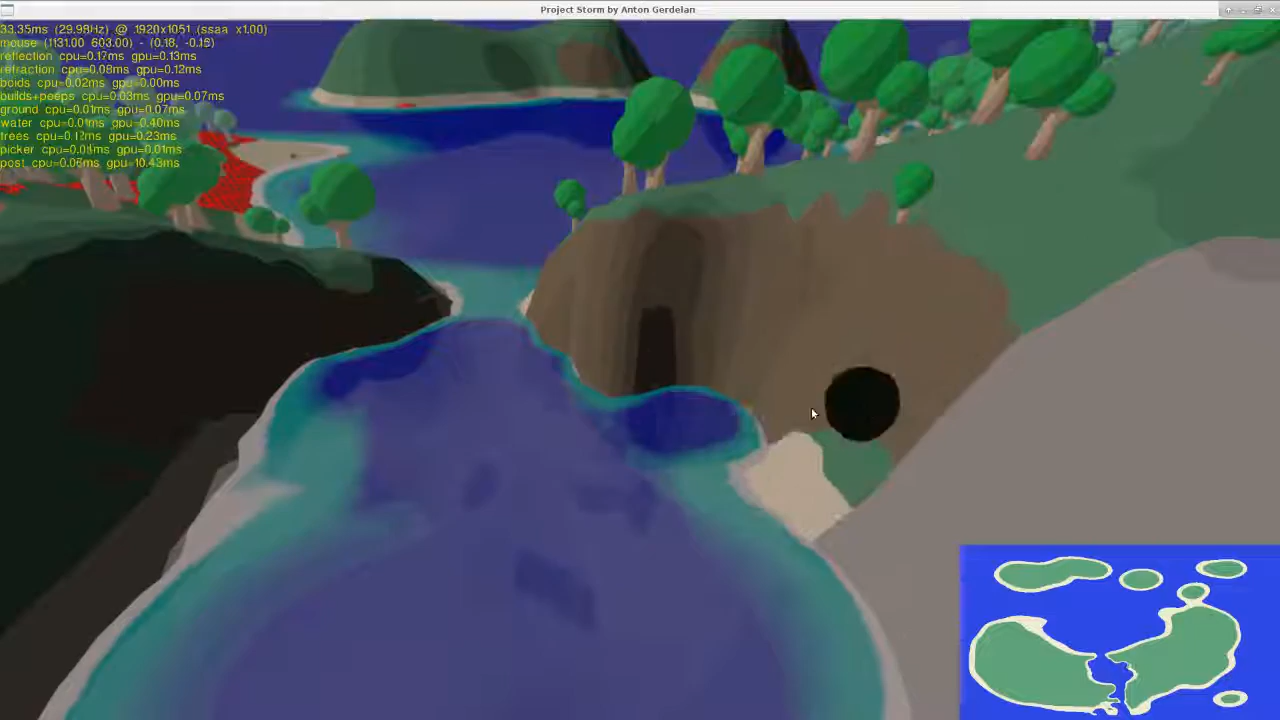 Project Storm by Anton Gerdelan
33.35ms (29.98Hz) @ 1920x1051 (ssaa x1.00)
mouse (1131.00 603.00) - (0.18, -0.15)
reflection cpu=0.17ms gpu=0.13ms
refraction cpu=0.08ms gpu=0.12ms
boids cpu=0.02ms gpu=0.00ms
builds+peeps cpu=0.03ms gpu=0.07ms
ground cpu=0.01ms gpu=0.07ms
water cpu=0.01ms gpu=0.40ms
trees cpu=0.12ms gpu=0.23ms
picker cpu=0.01ms gpu=0.01ms
post cpu=0.06ms gpu=10.43ms